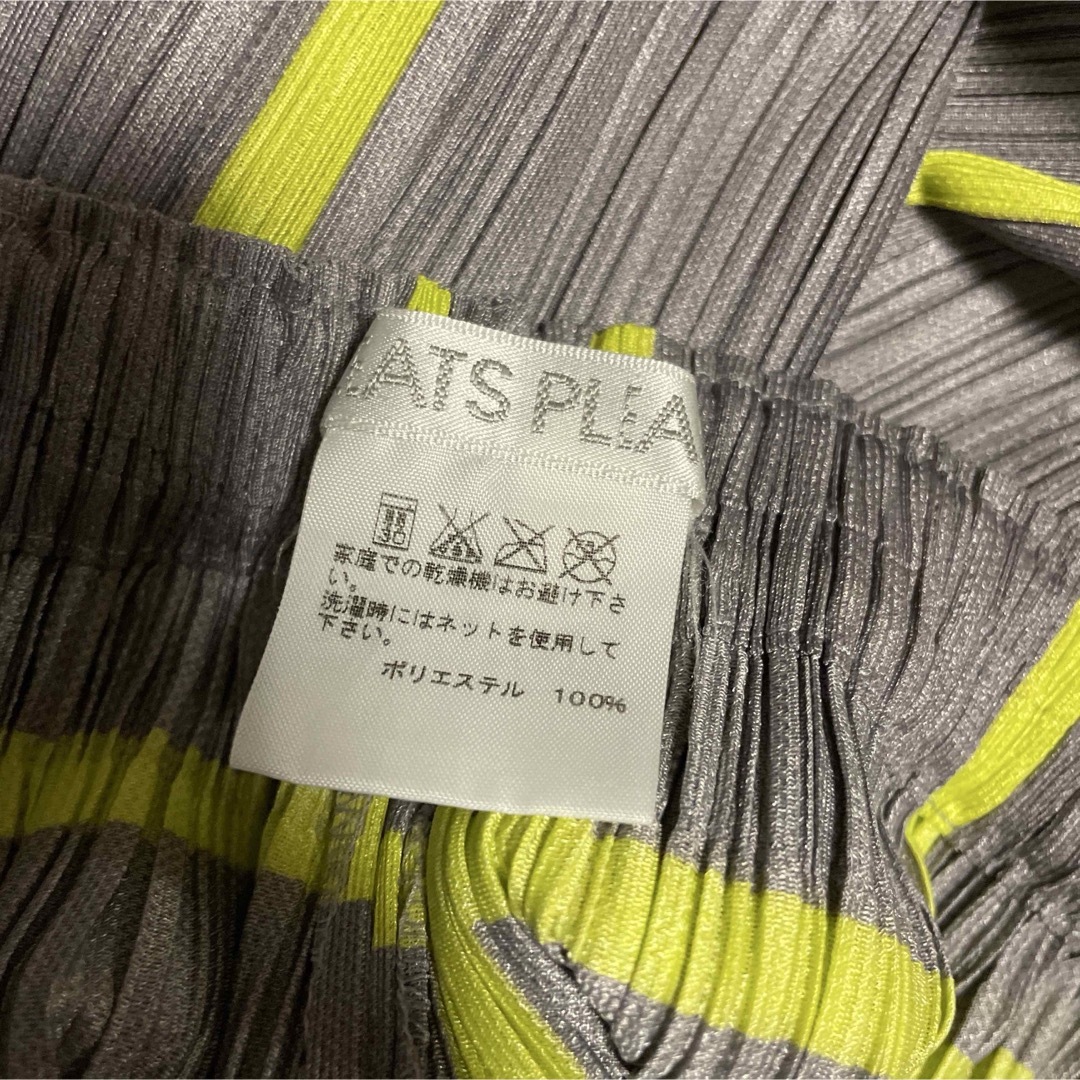 EATS PLEA
家庭での乾燥機はお避け下さ
い。
洗濯時にはネットを使用して
下さい。
ポリエステル 100%